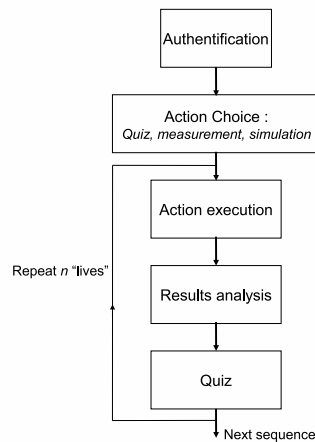 Authentification
Action Choice :
Quiz, measurement, simulation
Action execution
Repeat n “lives”
Results analysis
Quiz
Next sequence